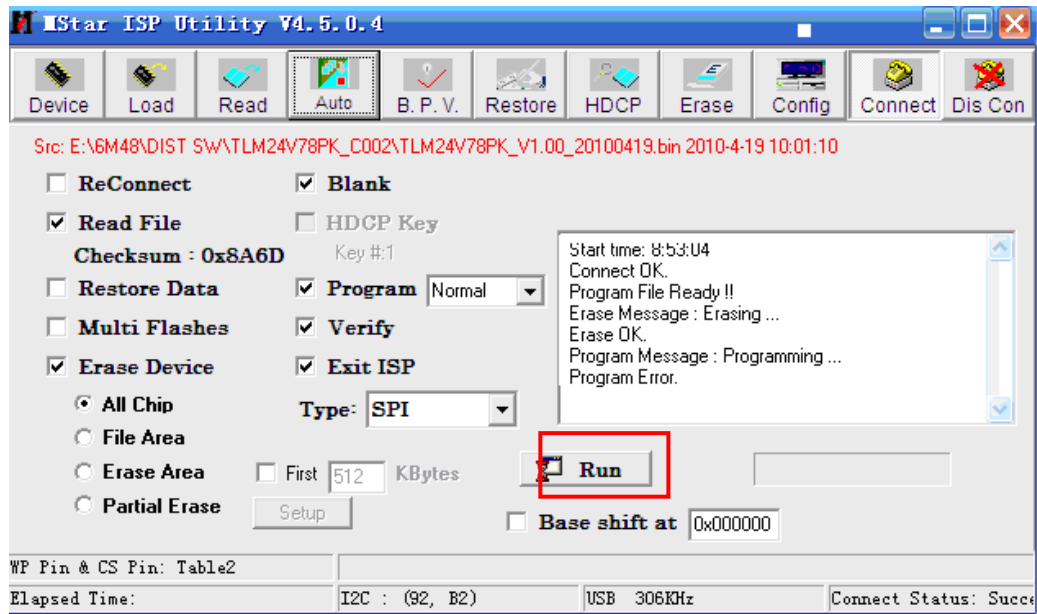 MStar ISP Utility V4.5.0.4
Device Load Read Auto B. P. V. Restore HDCP Erase Config Connect Dis Con
Src: E:\6M48\DIST SW\TLM24V78PK_C002\TLM24V78PK_V1.00_20100419.bin 2010-4-19 10:01:10
ReConnect
Blank
Read File
HDCP Key
Checksum : 0x8A6D
Key #:1
Restore Data
Program Normal
Multi Flashes
Verify
Erase Device
Exit ISP
All Chip
Type: SPI
File Area
Erase Area
First 512 KBytes
Partial Erase
Setup
Start time: 8:53:04
Connect OK.
Program File Ready !!
Erase Message : Erasing ...
Erase OK.
Program Message : Programming ...
Program Error.
Run
Base shift at 0x000000
WP Pin & CS Pin: Table2
Elapsed Time: I2C : (92, B2) USB 306KHz Connect Status: Succe